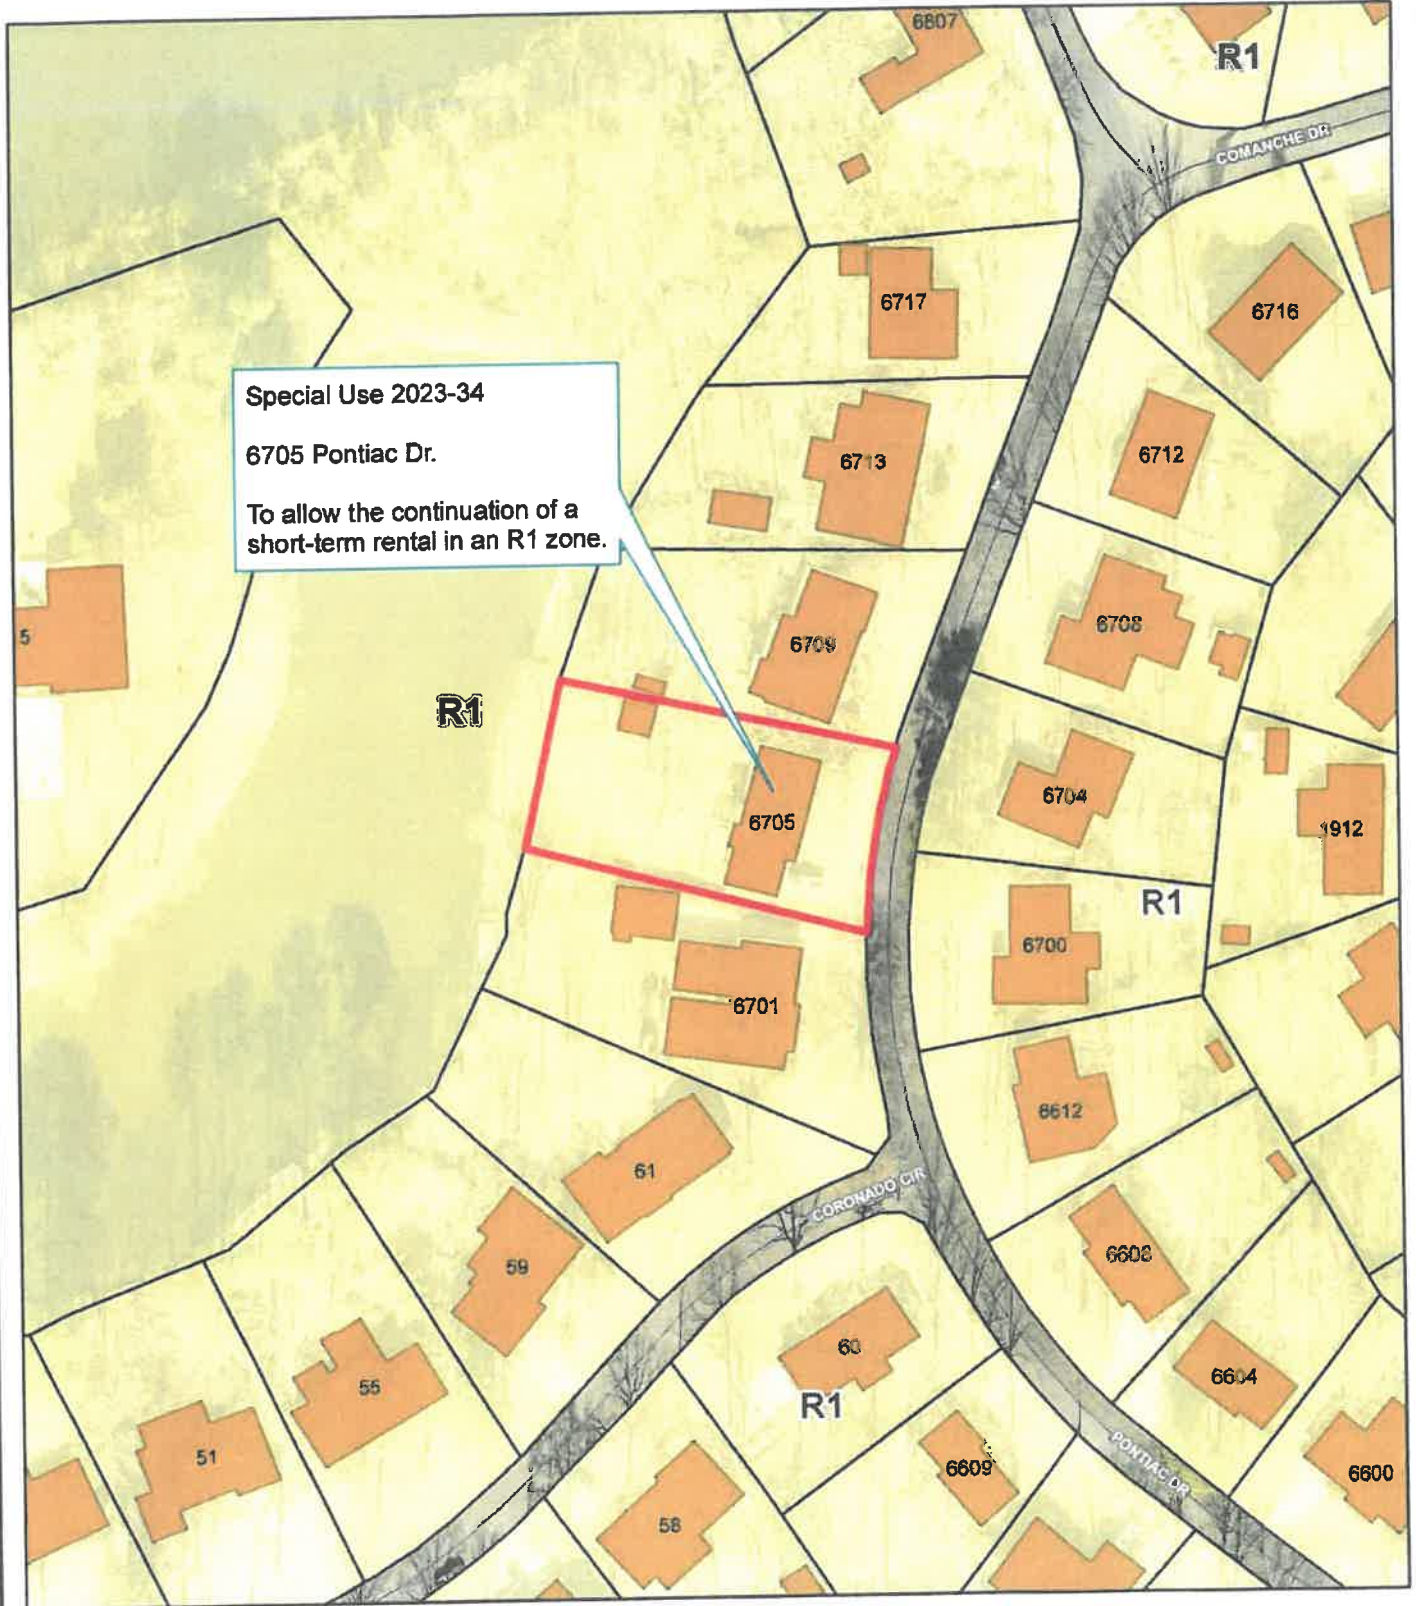 6807
R1
COMANCHE DR
6717
6716
Special Use 2023-34
6705 Pontiac Dr.
To allow the continuation of a
short-term rental in an R1 zone.
6713
6712
5
6709
6708
R1
6705
6704
1912
R1
6700
6701
6612
61
CORONADO CIR
59
6608
60
55
6604
R1
51
6609
PONTIAC DR
6600
58